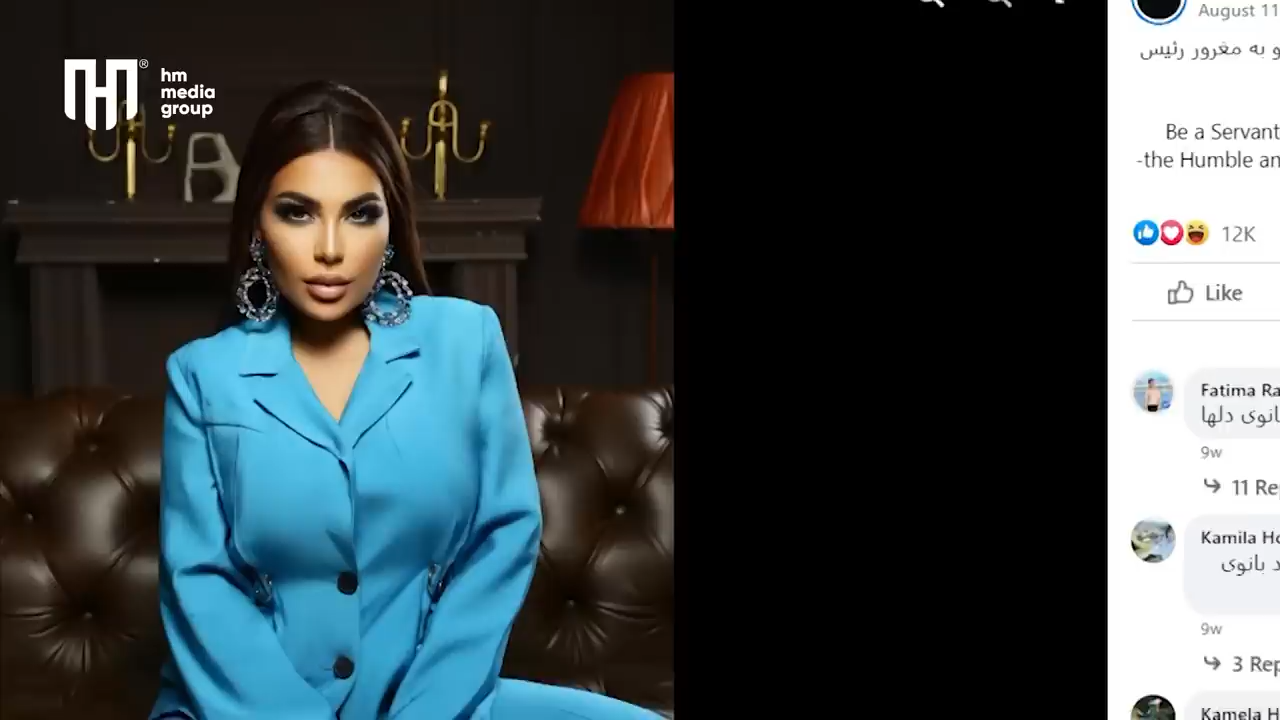 hm
media
group
August 11
و به مغرور رئیس
Be a Servant
-the Humble an
12K
Like
Fatima Ra
بانوی دلها
9w
11 Rep
Kamila Ho
د بانوی
9w
3 Rep
Kamela H